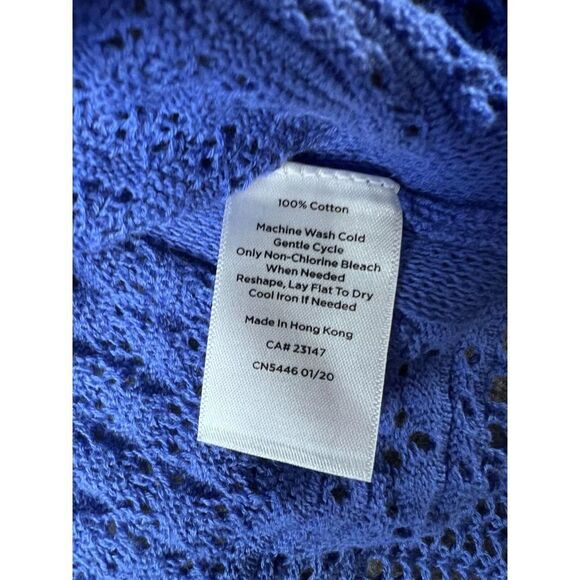 100% Cotton
Machine Wash Cold
Gentle Cycle
Only Non-Chlorine Bleach
When Needed
Reshape, Lay Flat To Dry
Cool Iron If Needed
Made In Hong Kong
CA# 23147
CN5446 01/20